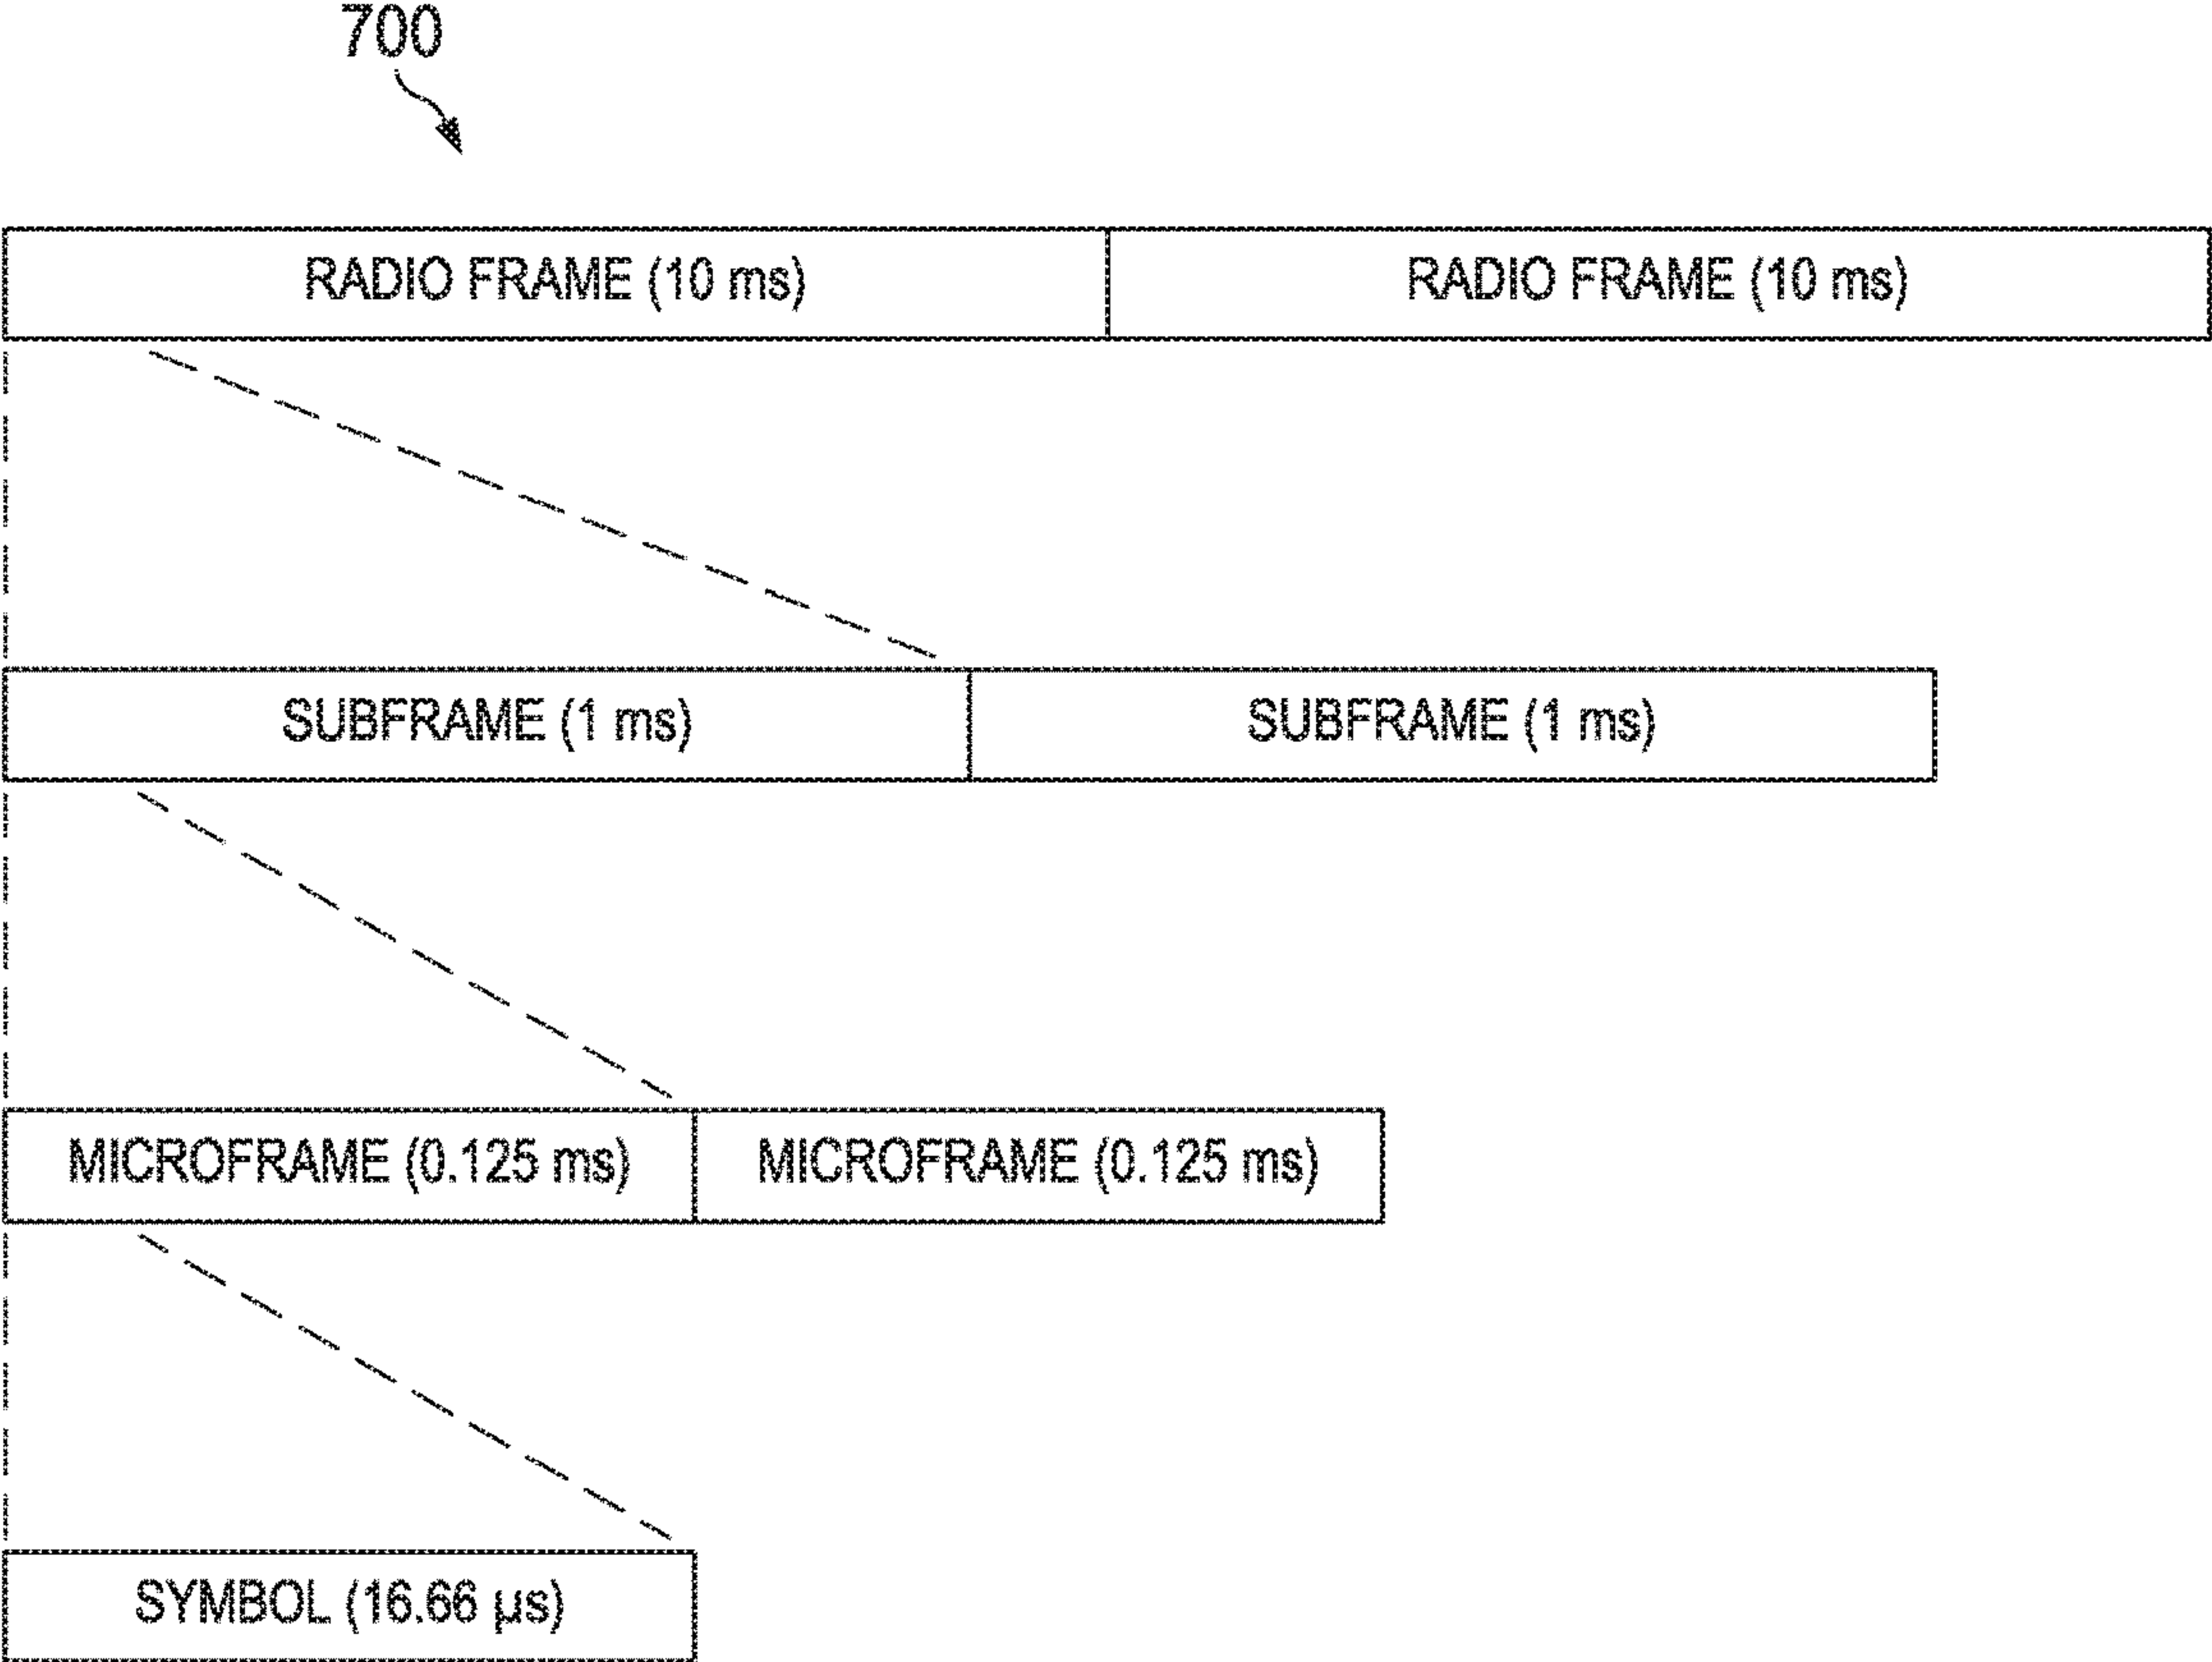 700
RADIO FRAME (10 ms) RADIO FRAME (10 ms)
SUBFRAME (1 ms) SUBFRAME (1 ms)
MICROFRAME (0.125 ms) MICROFRAME (0.125 ms)
SYMBOL (16.66 µs)